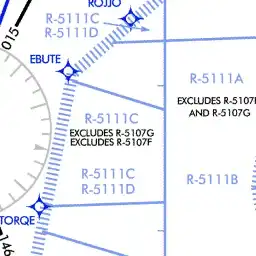 ROJJO
R-5111C
R-5111D
015
EBUTE
R-5111A
EXCLUDES R-5107
AND R-5107G
R-5111C
EXCLUDES R-5107G
EXCLUDES R-5107F
R-5111C
R-5111D
R-5111B
TORQE
146